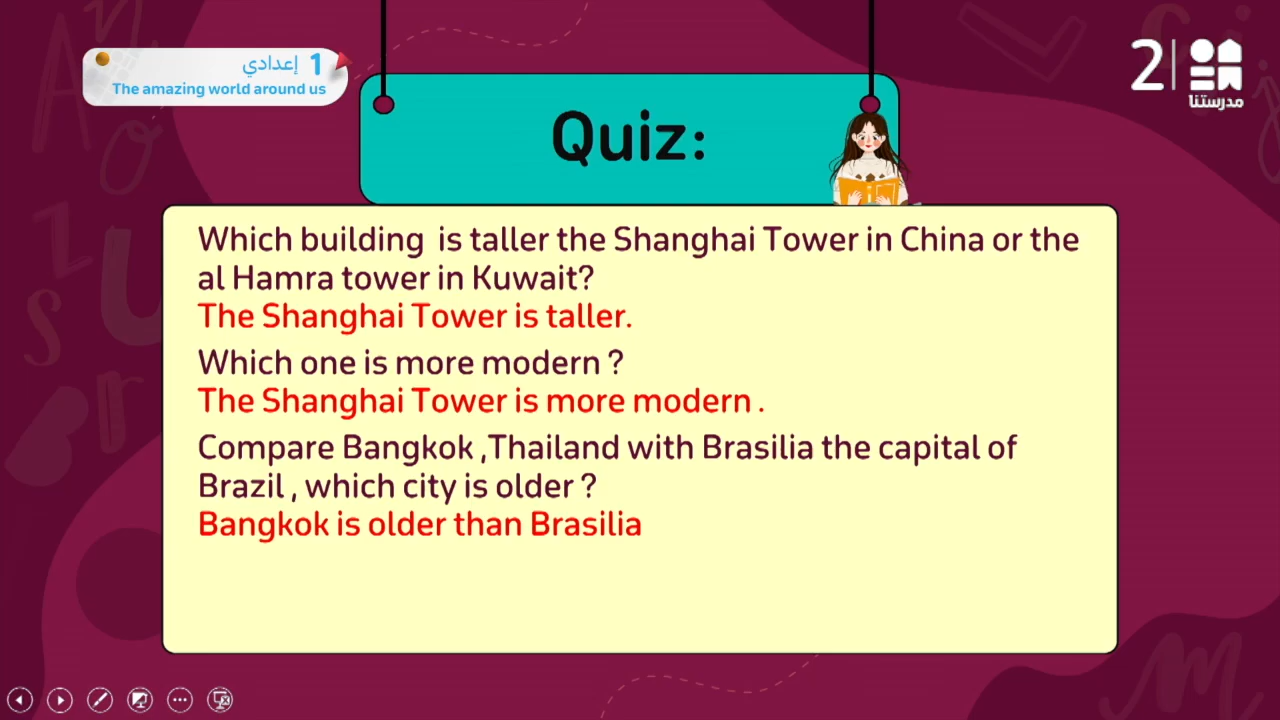 1 إعدادي
The amazing world around us
2
مدرستنا
Quiz:
Which building is taller the Shanghai Tower in China or the
al Hamra tower in Kuwait?
The Shanghai Tower is taller.
Which one is more modern ?
The Shanghai Tower is more modern .
Compare Bangkok ,Thailand with Brasilia the capital of
Brazil , which city is older ?
Bangkok is older than Brasilia